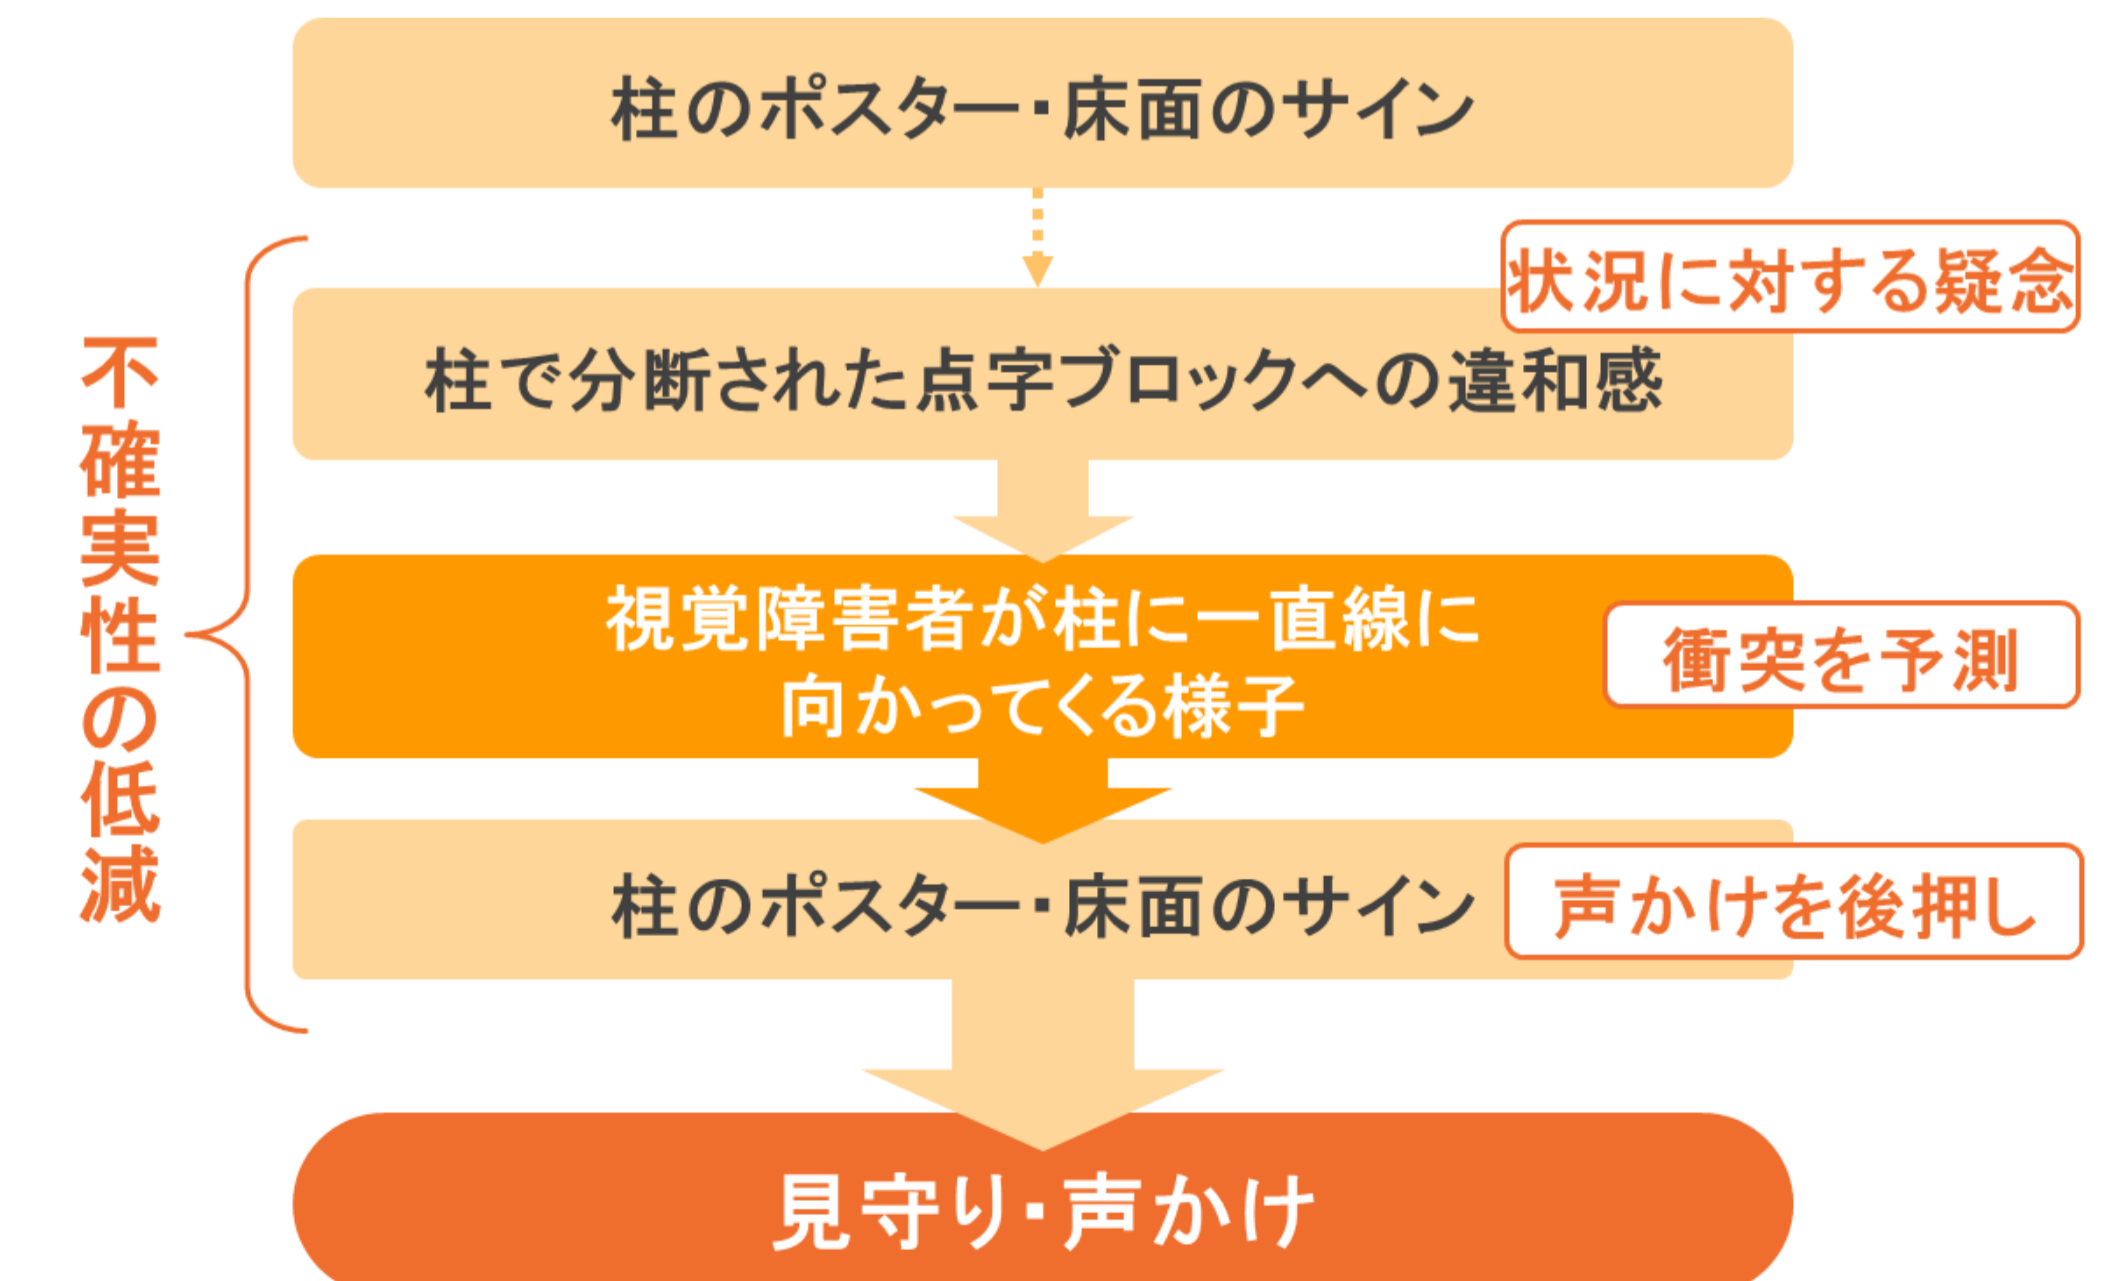 柱のポスター・床面のサイン
状況に対する疑念
柱で分断された点字ブロックへの違和感
不確実性の低減
視覚障害者が柱に一直線に
向かってくる様子
衝突を予測
柱のポスター・床面のサイン
声かけを後押し
見守り・声かけ